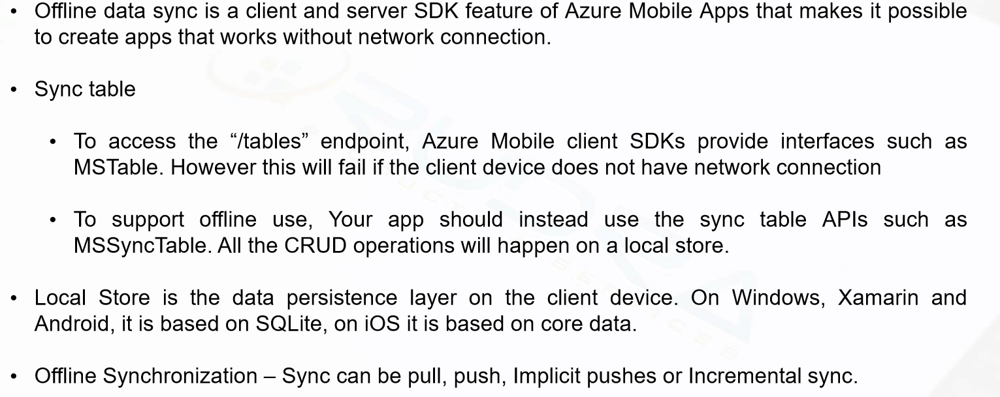 • Offline data sync is a client and server SDK feature of Azure Mobile Apps that makes it possible
to create apps that works without network connection.
• Sync table
• To access the “/tables” endpoint, Azure Mobile client SDKs provide interfaces such as
MSTable. However this will fail if the client device does not have network connection
• To support offline use, Your app should instead use the sync table APIs such as
MSSyncTable. All the CRUD operations will happen on a local store.
• Local Store is the data persistence layer on the client device. On Windows, Xamarin and
Android, it is based on SQLite, on iOS it is based on core data.
• Offline Synchronization – Sync can be pull, push, Implicit pushes or Incremental sync.